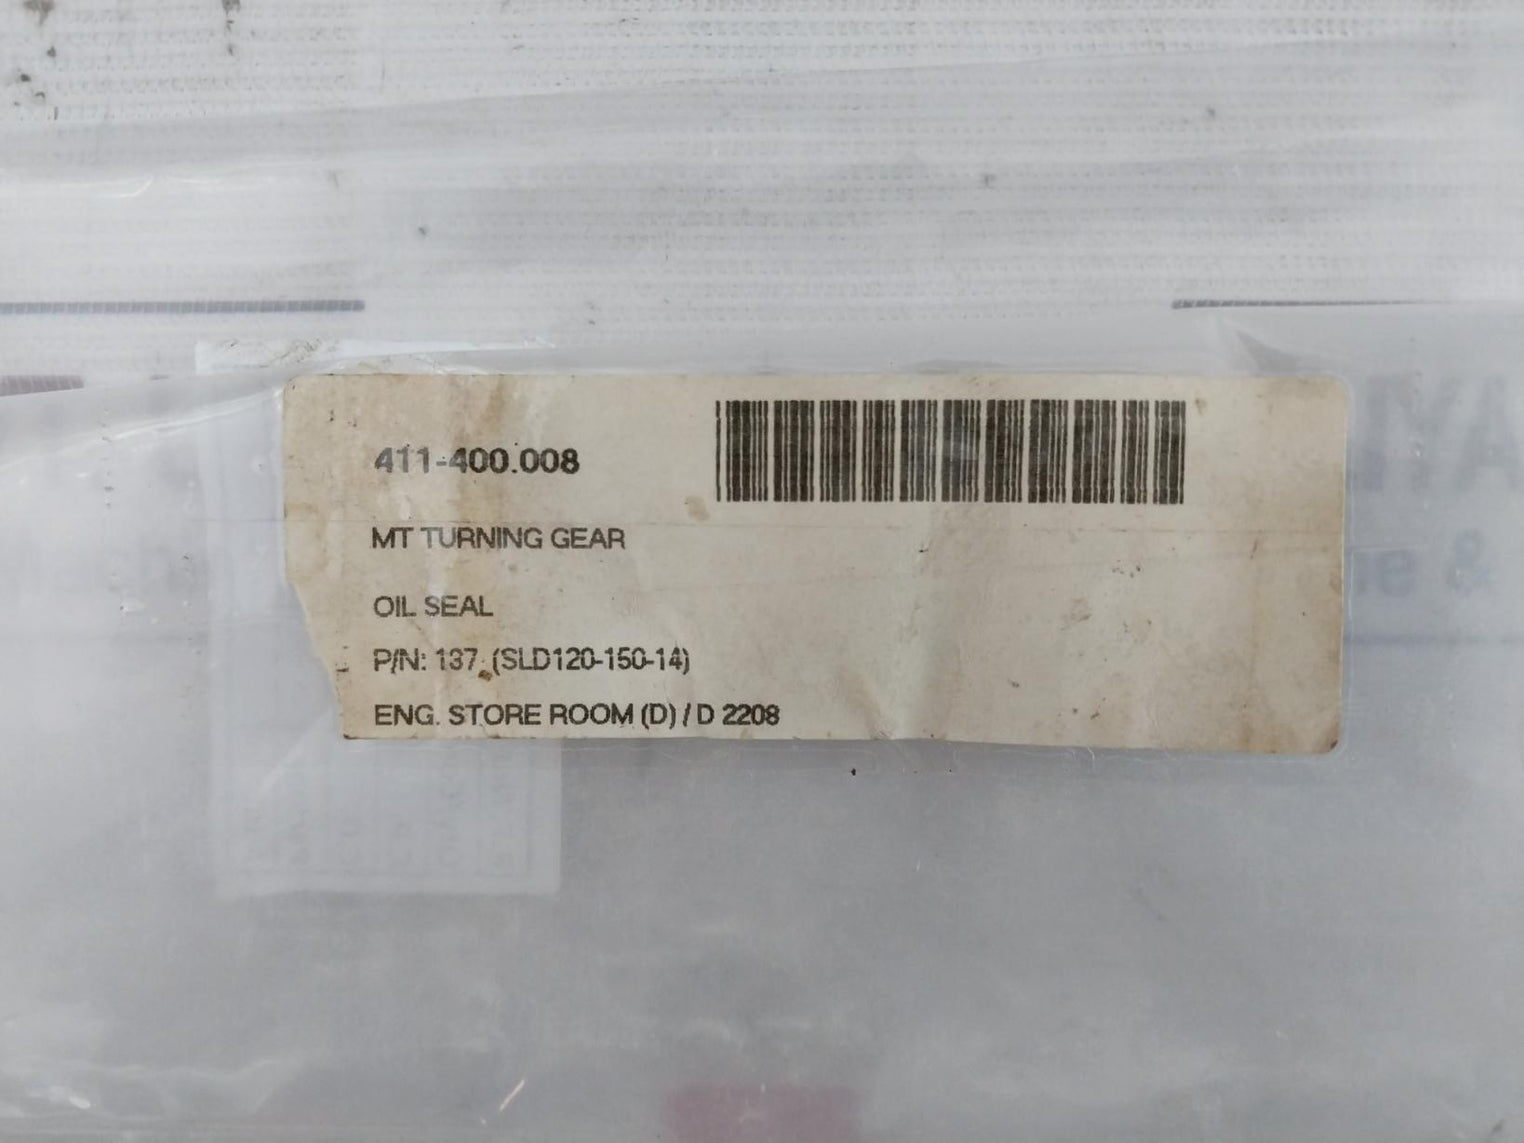 411-400.008
MT TURNING GEAR
OIL SEAL
P/N: 137 (SLD120-150-14)
ENG. STORE ROOM (D) / D 2208
&